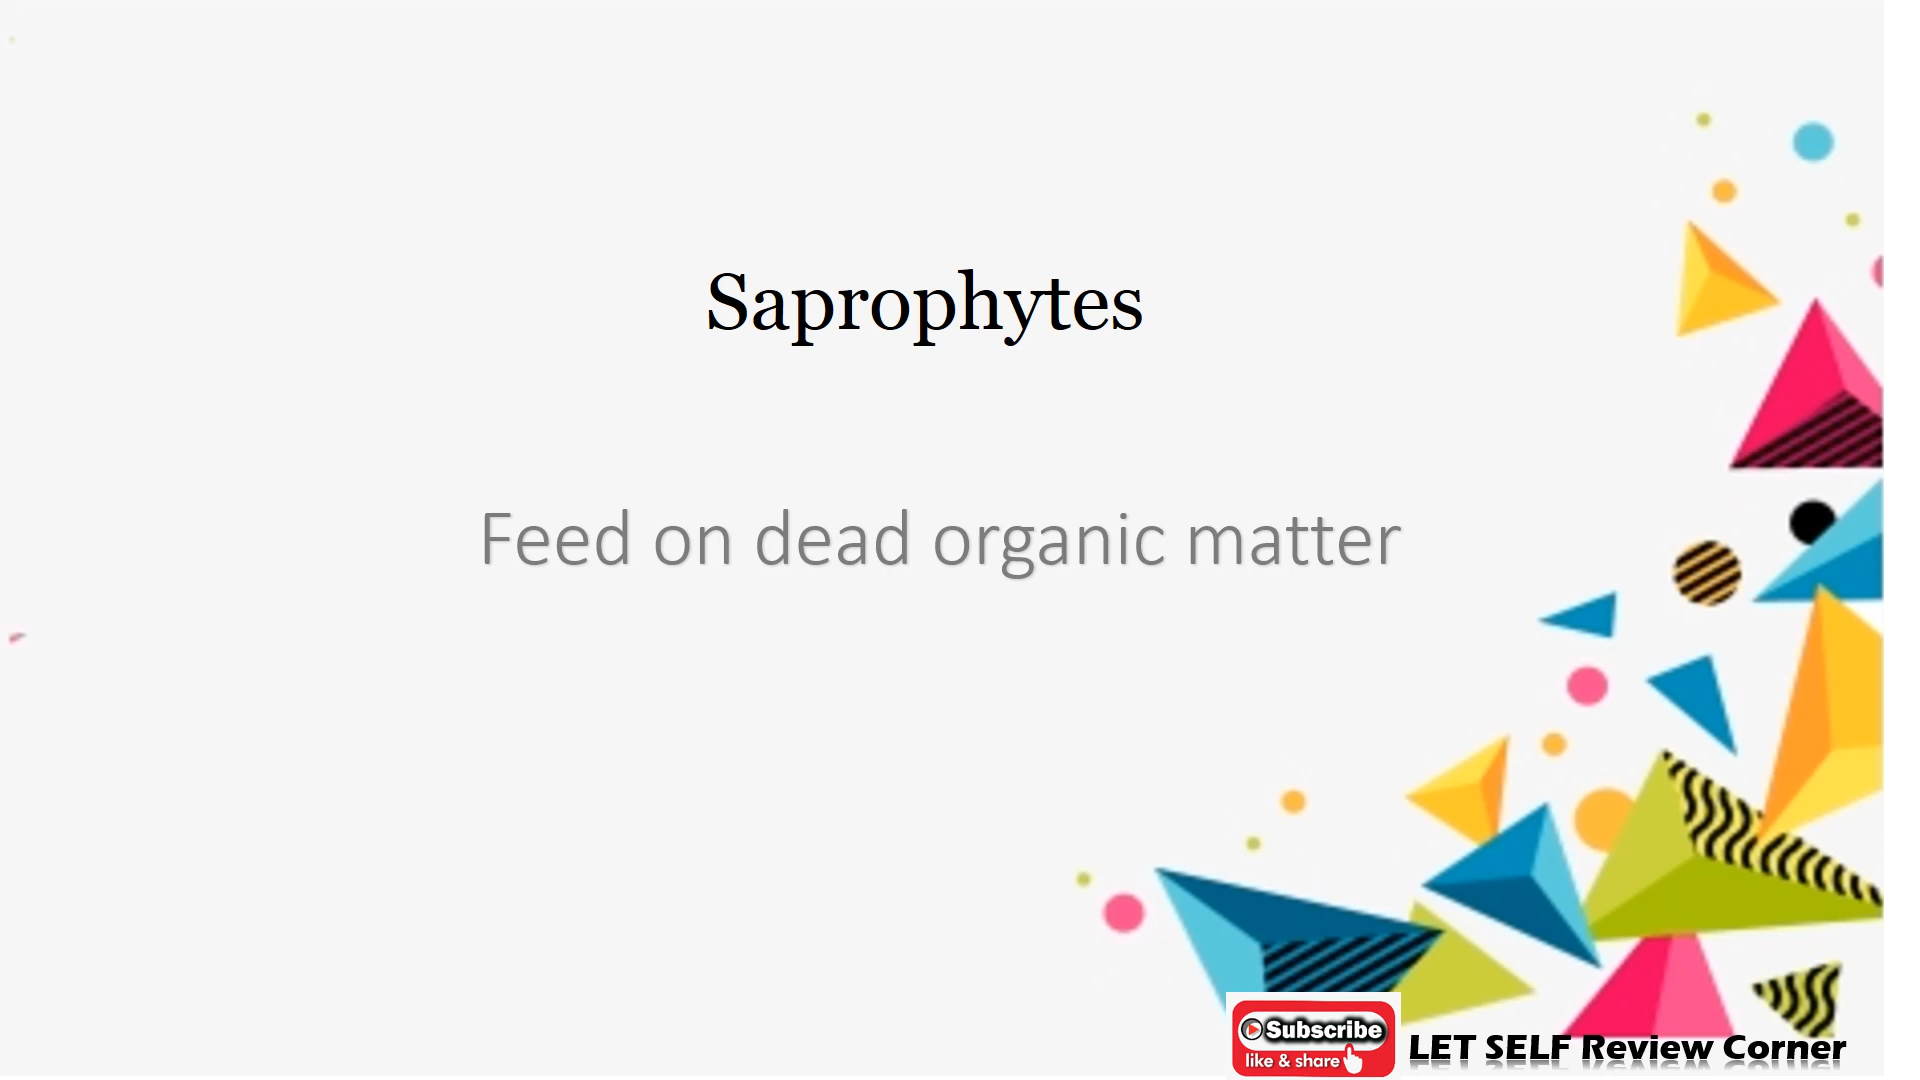 Saprophytes
Feed on dead organic matter
Subscribe
like & share
LET SELF Review Corner